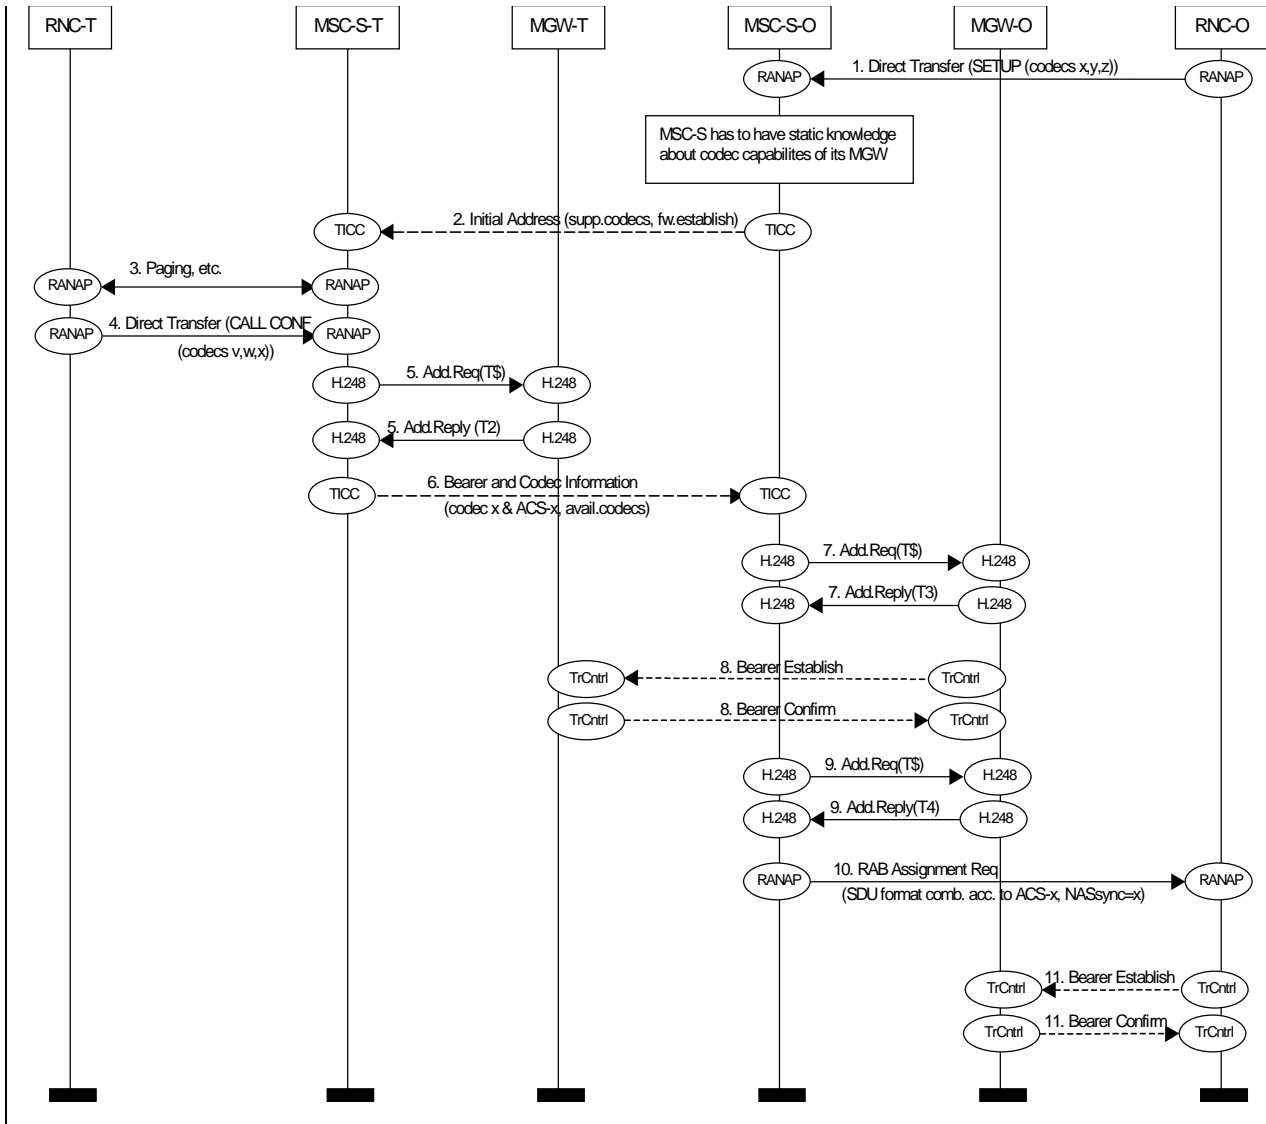 RNC-T
MSC-S-T
MGW-T
MSC-S-O
MGW-O
RNC-O
RANAP
1. Direct Transfer (SETUP (codecs x,y,z))
RANAP
MSC-S has to have static knowledge
about codec capabilites of its MGW
TICC
2. Initial Address (supp.codecs, fw.establish)
TICC
RANAP
3. Paging, etc.
RANAP
RANAP
4. Direct Transfer (CALL CONF
(codecs v,w,x))
RANAP
H.248
5. Add.Req(T$)
H.248
H.248
5. Add.Reply (T2)
H.248
TICC
6. Bearer and Codec Information
(codec x & ACS-x, avail.codecs)
TICC
H.248
7. Add.Req(T$)
H.248
H.248
7. Add.Reply(T3)
H.248
TrCntrl
8. Bearer Establish
TrCntrl
TrCntrl
8. Bearer Confirm
TrCntrl
H.248
9. Add.Req(T$)
H.248
H.248
9. Add.Reply(T4)
H.248
RANAP
10. RAB Assignment Req
(SDU format comb. acc. to ACS-x, NASsync=x)
RANAP
TrCntrl
11. Bearer Establish
TrCntrl
TrCntrl
11. Bearer Confirm
TrCntrl